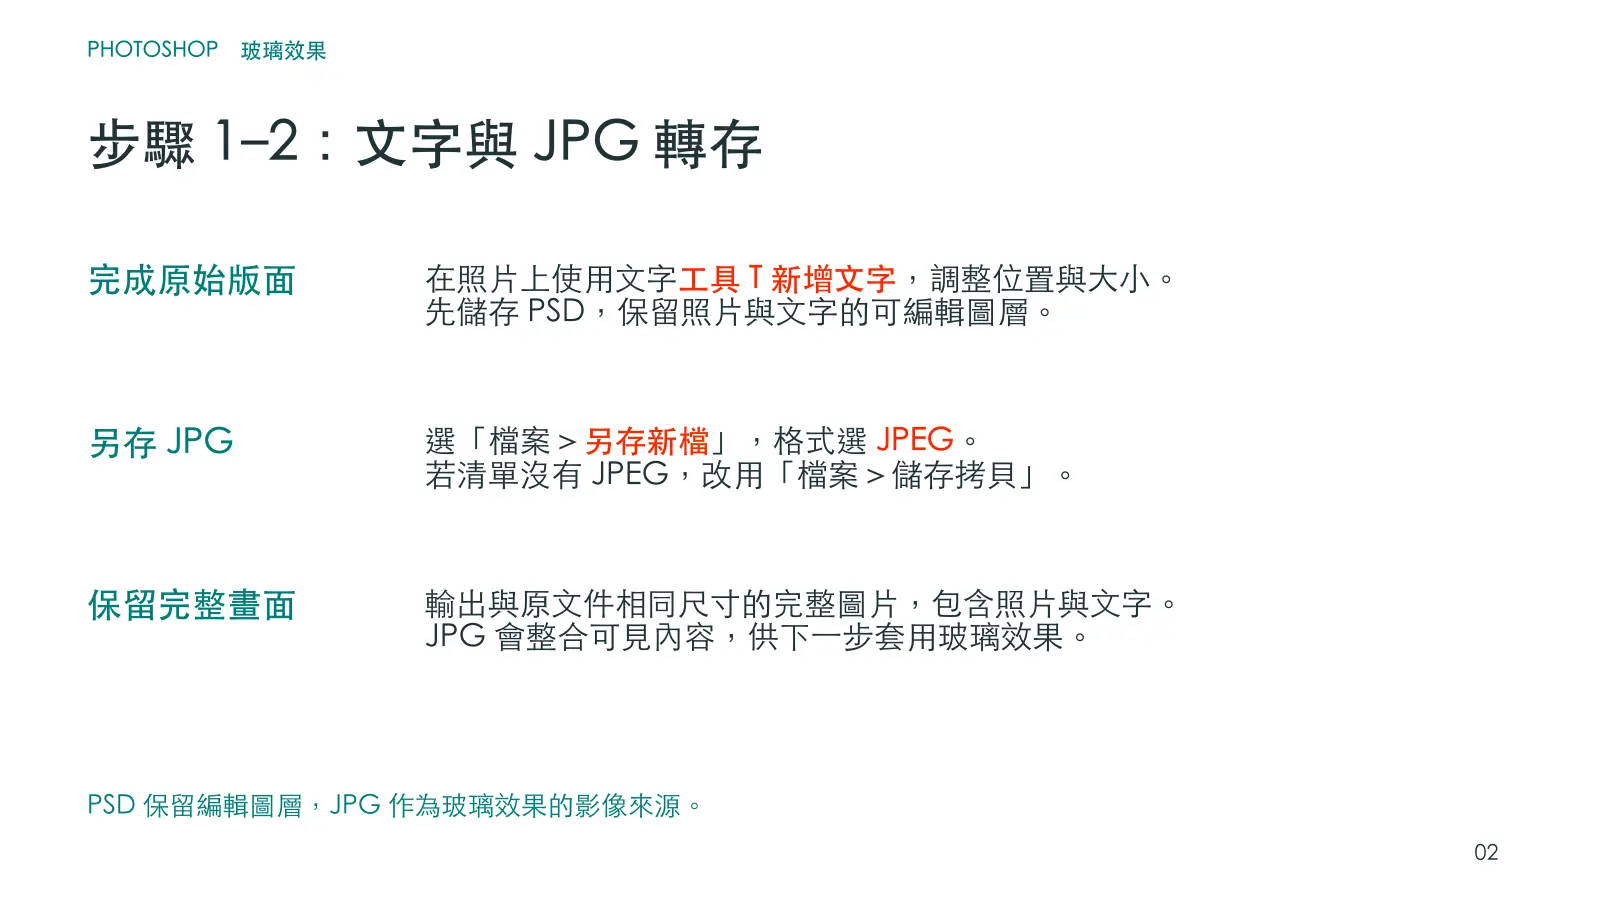 PHOTOSHOP 玻璃效果
步驟 1–2：文字與 JPG 轉存
完成原始版面
在照片上使用文字工具 T 新增文字，調整位置與大小。
先儲存 PSD，保留照片與文字的可編輯圖層。
另存 JPG
選「檔案 > 另存新檔」，格式選 JPEG。
若清單沒有 JPEG，改用「檔案 > 儲存拷貝」。
保留完整畫面
輸出與原文件相同尺寸的完整圖片，包含照片與文字。
JPG 會整合可見內容，供下一步套用玻璃效果。
PSD 保留編輯圖層，JPG 作為玻璃效果的影像來源。
02